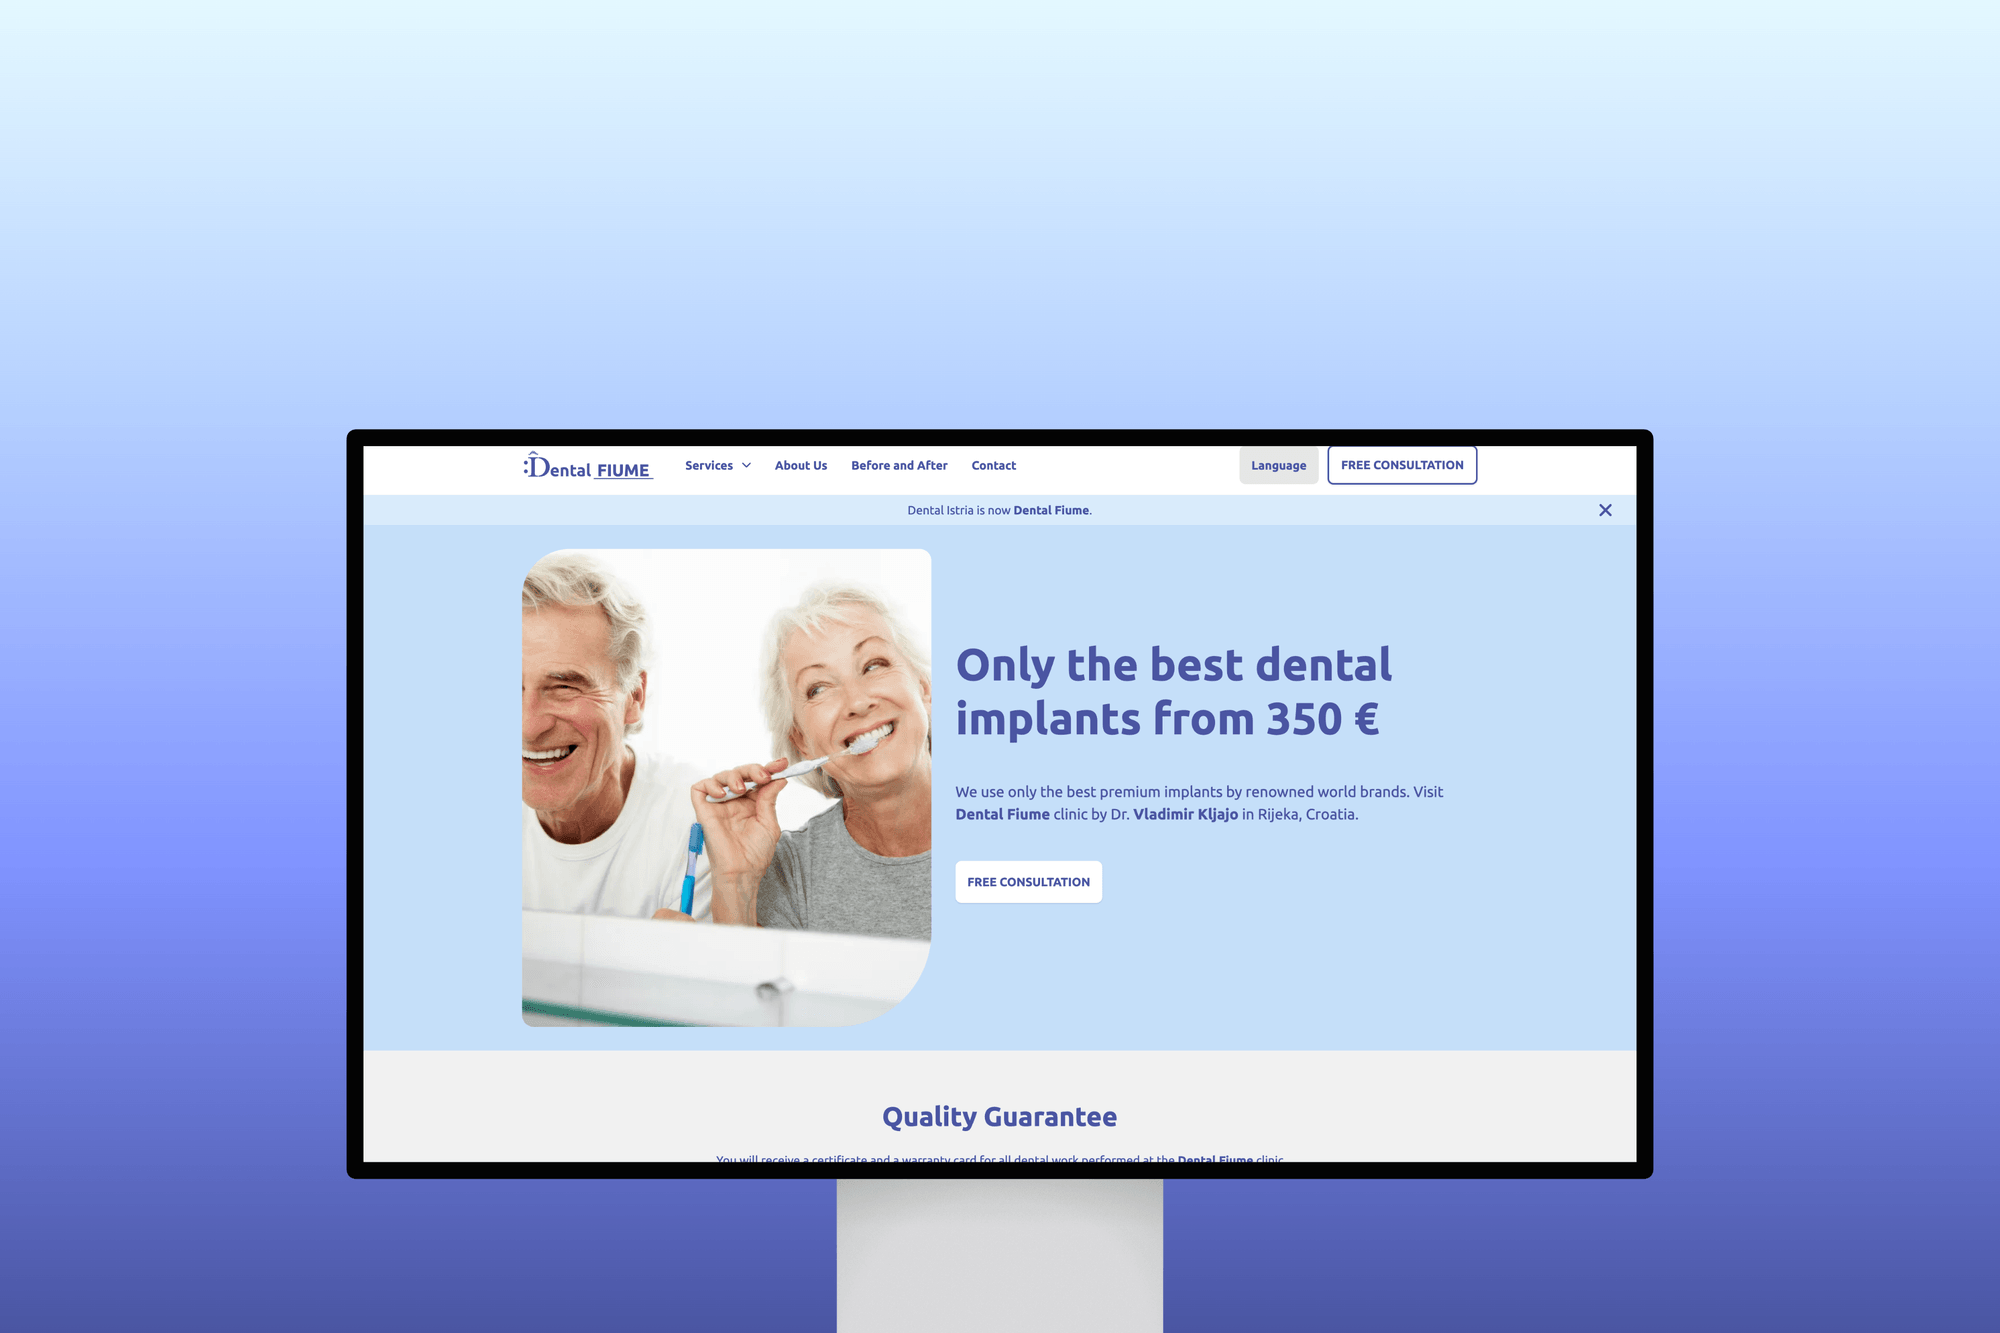 Dental FIUME
Services
About Us
Before and After
Contact
Language
FREE CONSULTATION
Dental Istria is now Dental Fiume.
Only the best dental
implants from 350 €
We use only the best premium implants by renowned world brands. Visit
Dental Fiume clinic by Dr. Vladimir Kljajo in Rijeka, Croatia.
FREE CONSULTATION
Quality Guarantee
You will receive a certificate and a warranty card for all dental work performed at the Dental Fiume clinic